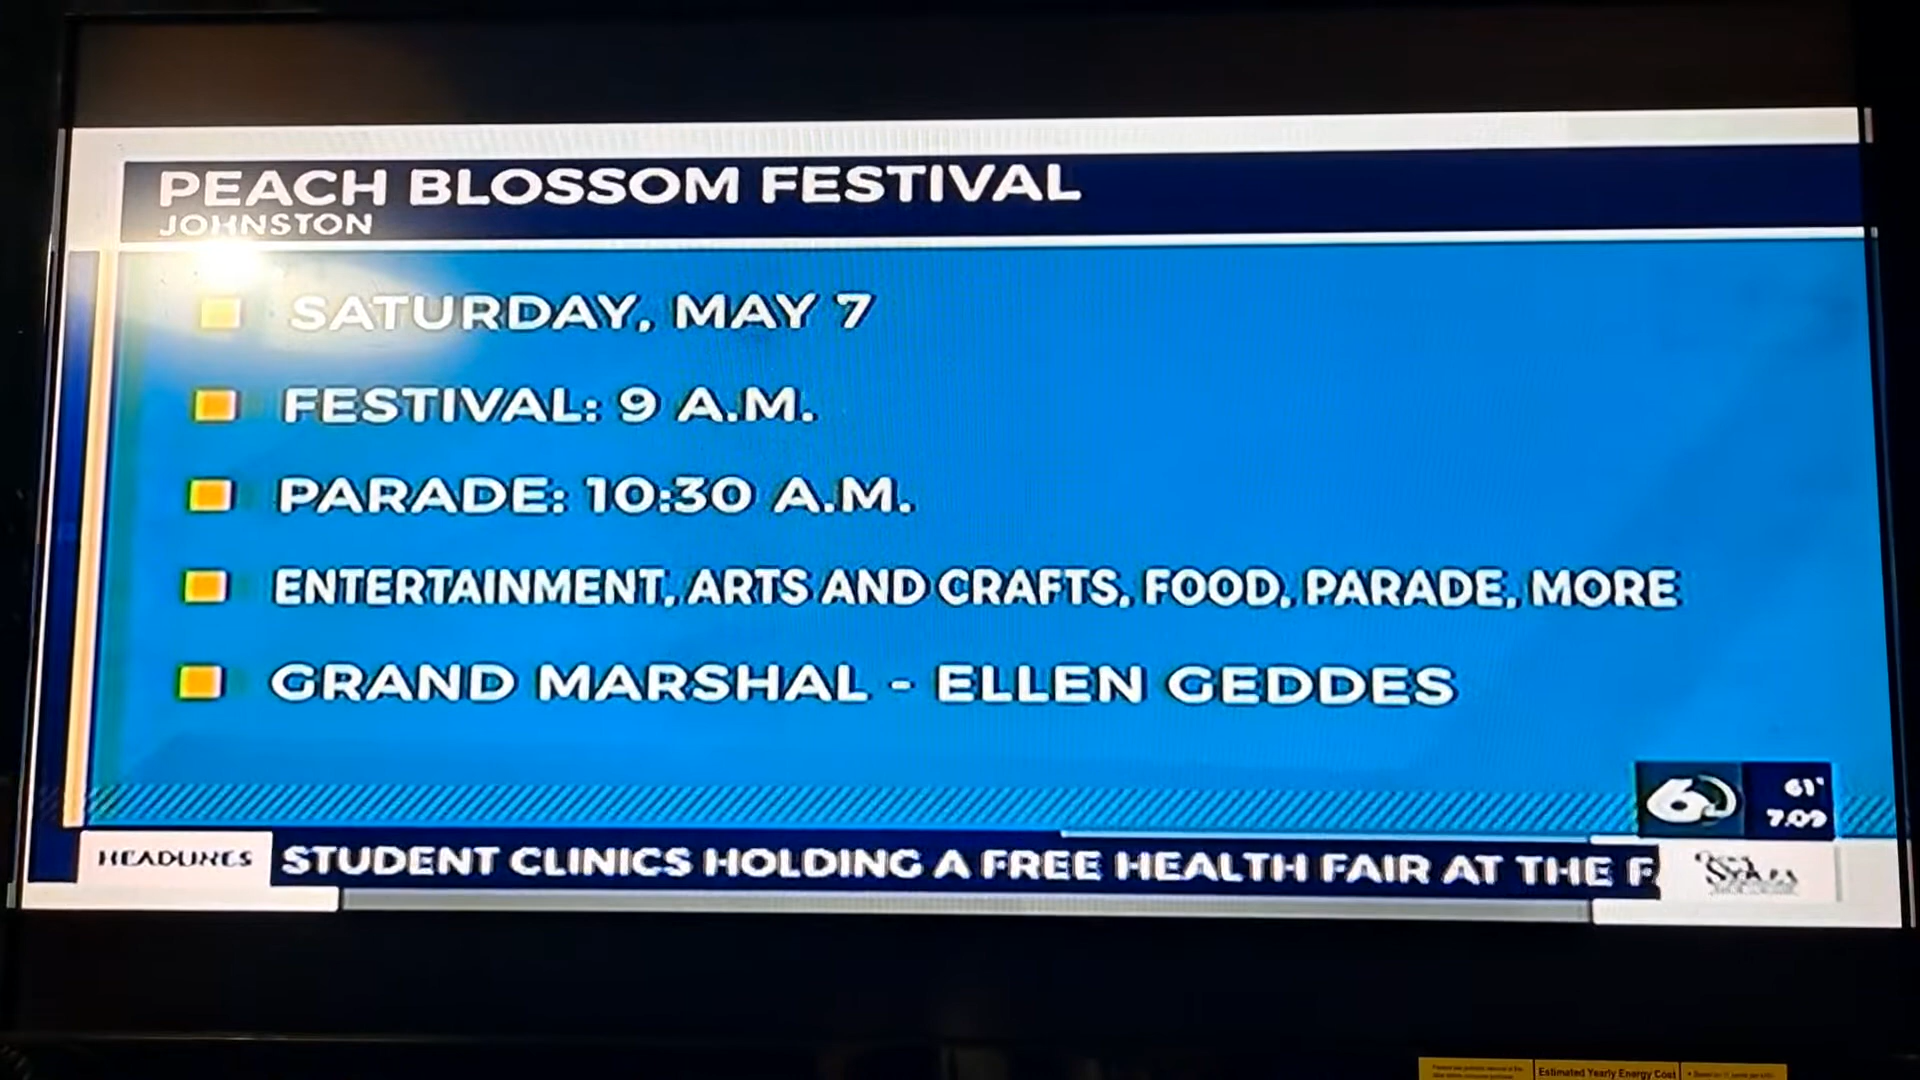 PEACH BLOSSOM FESTIVAL
JOHNSTON
SATURDAY, MAY 7
FESTIVAL: 9 A.M.
PARADE: 10:30 A.M.
ENTERTAINMENT, ARTS AND CRAFTS, FOOD, PARADE, MORE
GRAND MARSHAL - ELLEN GEDDES
6 61°
7:09
HEADLINES STUDENT CLINICS HOLDING A FREE HEALTH FAIR AT THE F
Estimated Yearly Energy Cost